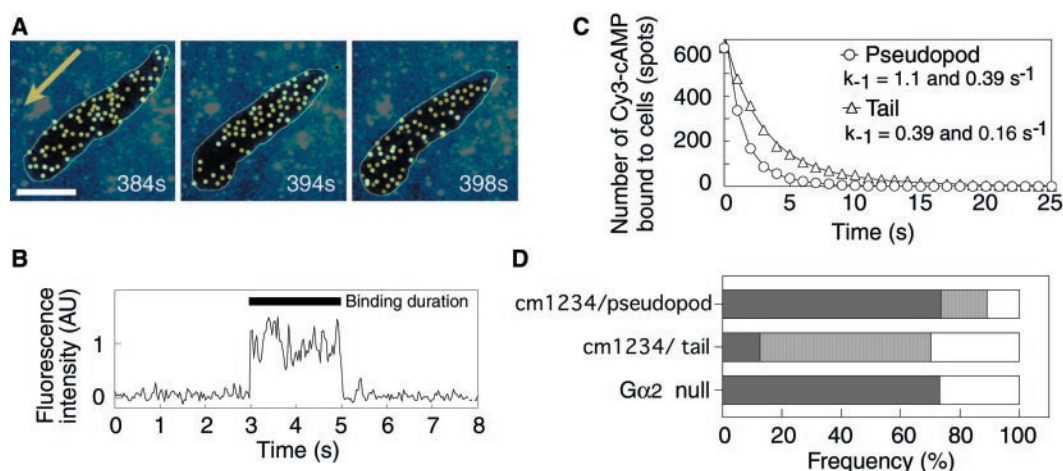 A
384s
394s
398s
B
Fluorescence
intensity (AU)
1
0
Binding duration
0 1 2 3 4 5 6 7 8
Time (s)
C
Number of Cy3-cAMP
bound to cells (spots)
600
400
200
0
Pseudopod
k-1 = 1.1 and 0.39 s-1
Tail
k-1 = 0.39 and 0.16 s-1
0 5 10 15 20 25
Time (s)
D
cm1234/pseudopod
cm1234/ tail
Gα2 null
0 20 40 60 80 100
Frequency (%)